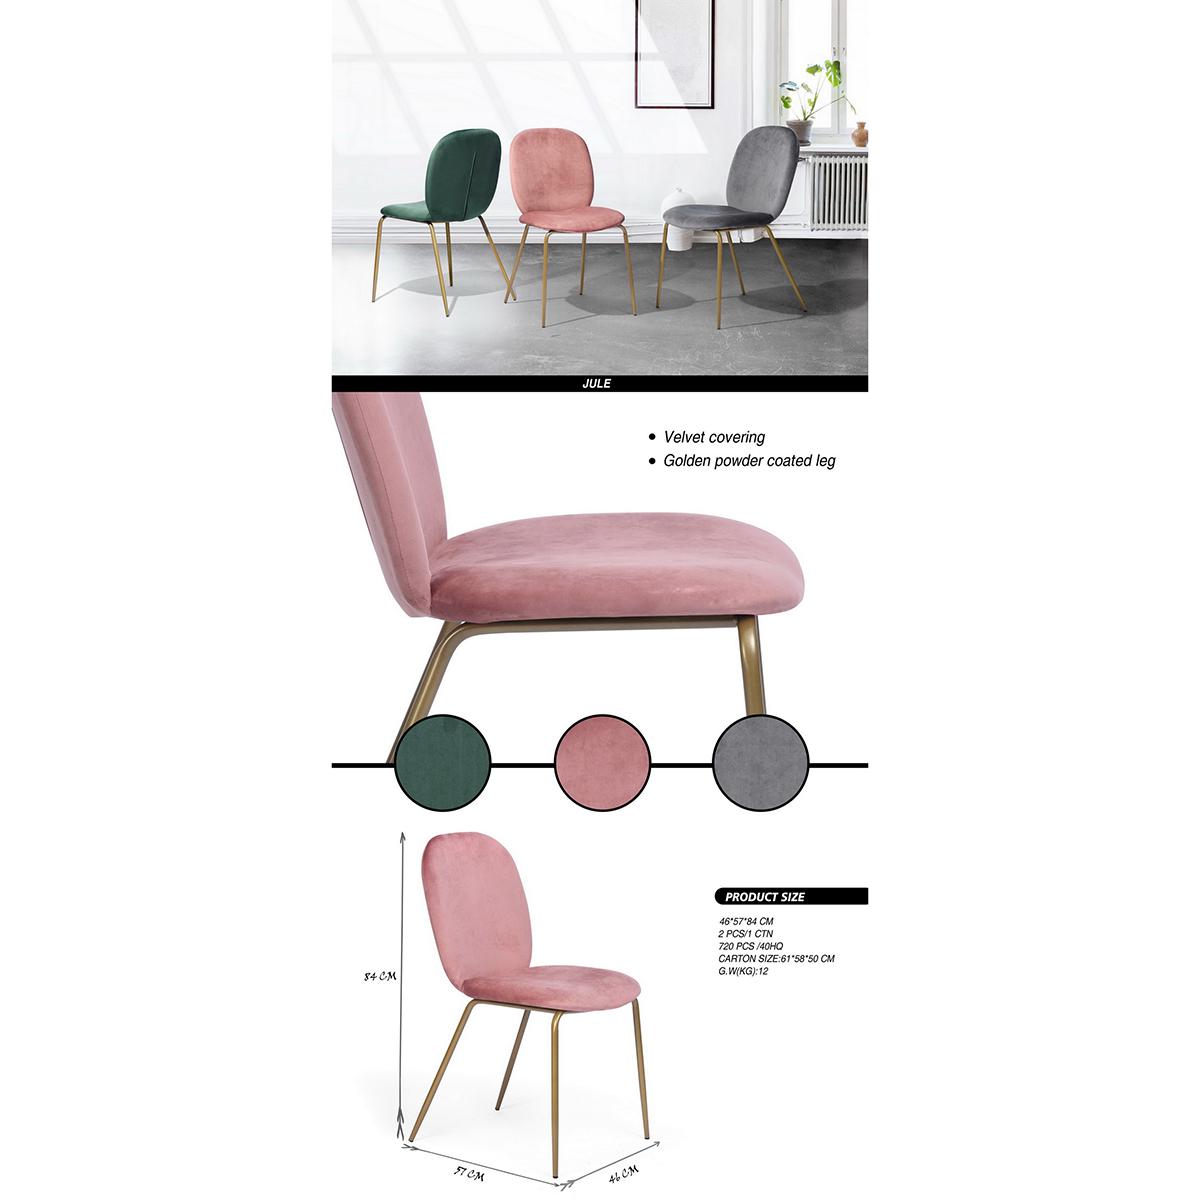 JULE
• Velvet covering
• Golden powder coated leg
84 CM
PRODUCT SIZE
46*57*84 CM
2 PCS/1 CTN
720 PCS /40HQ
CARTON SIZE:61*58*50 CM
G.W(KG):12
57 CM
46 CM